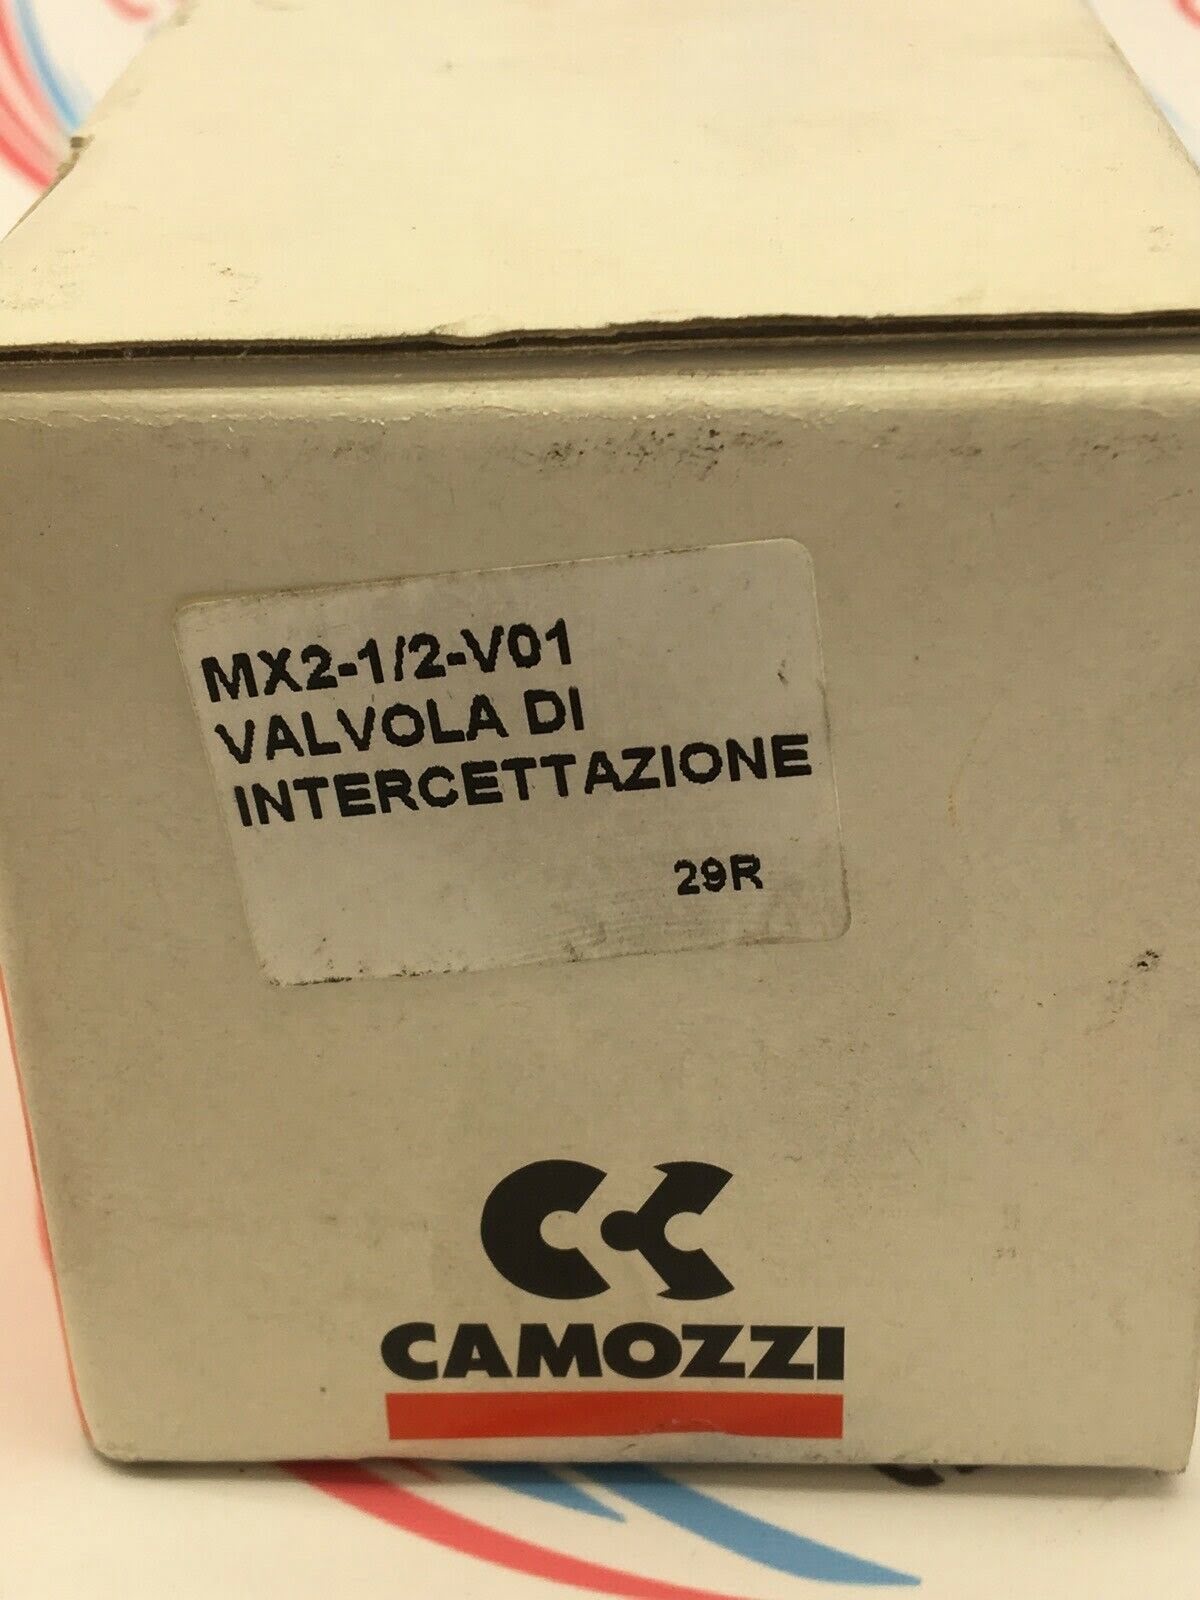 MX2-1/2-V01
VALVOLA DI
INTERCETTAZIONE
29R
CAMOZZI